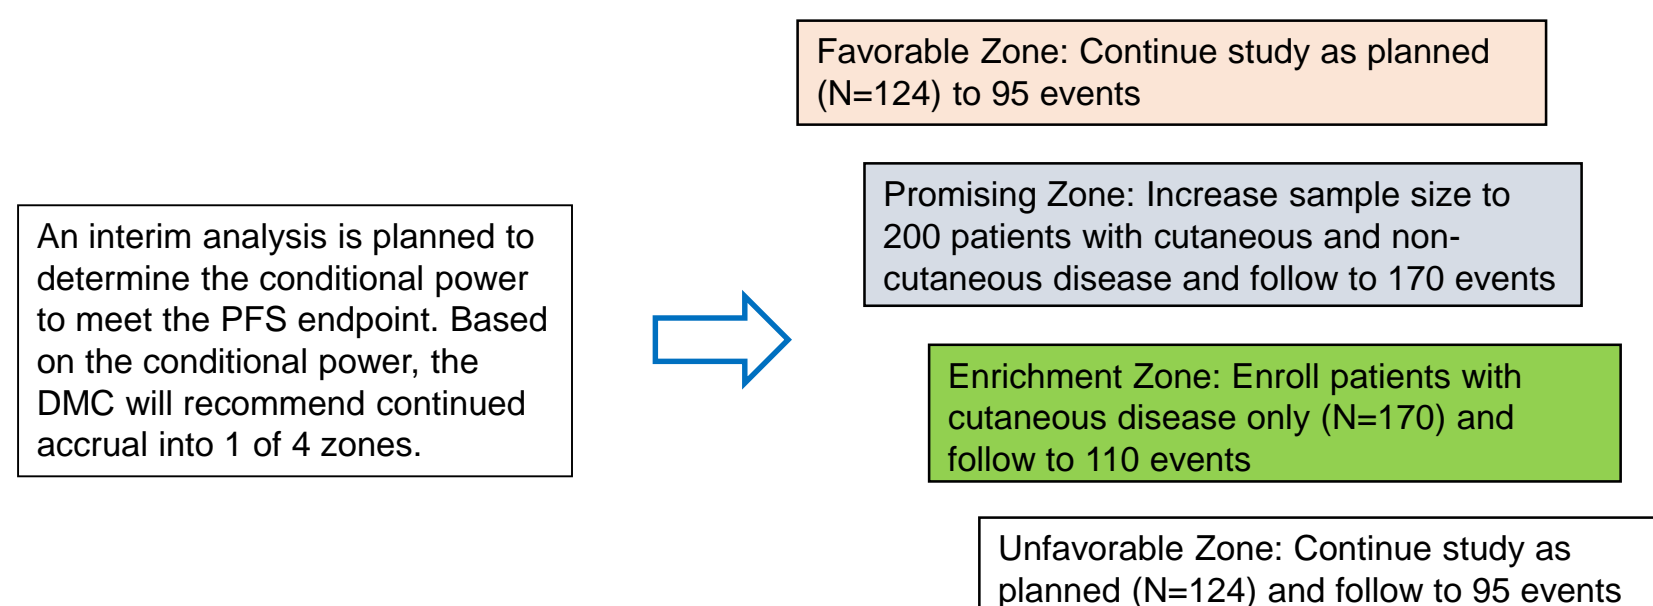 Favorable Zone: Continue study as planned
(N=124) to 95 events
Promising Zone: Increase sample size to
200 patients with cutaneous and non-
cutaneous disease and follow to 170 events
An interim analysis is planned to
determine the conditional power
to meet the PFS endpoint. Based
on the conditional power, the
DMC will recommend continued
accrual into 1 of 4 zones.
Enrichment Zone: Enroll patients with
cutaneous disease only (N=170) and
follow to 110 events
Unfavorable Zone: Continue study as
planned (N=124) and follow to 95 events